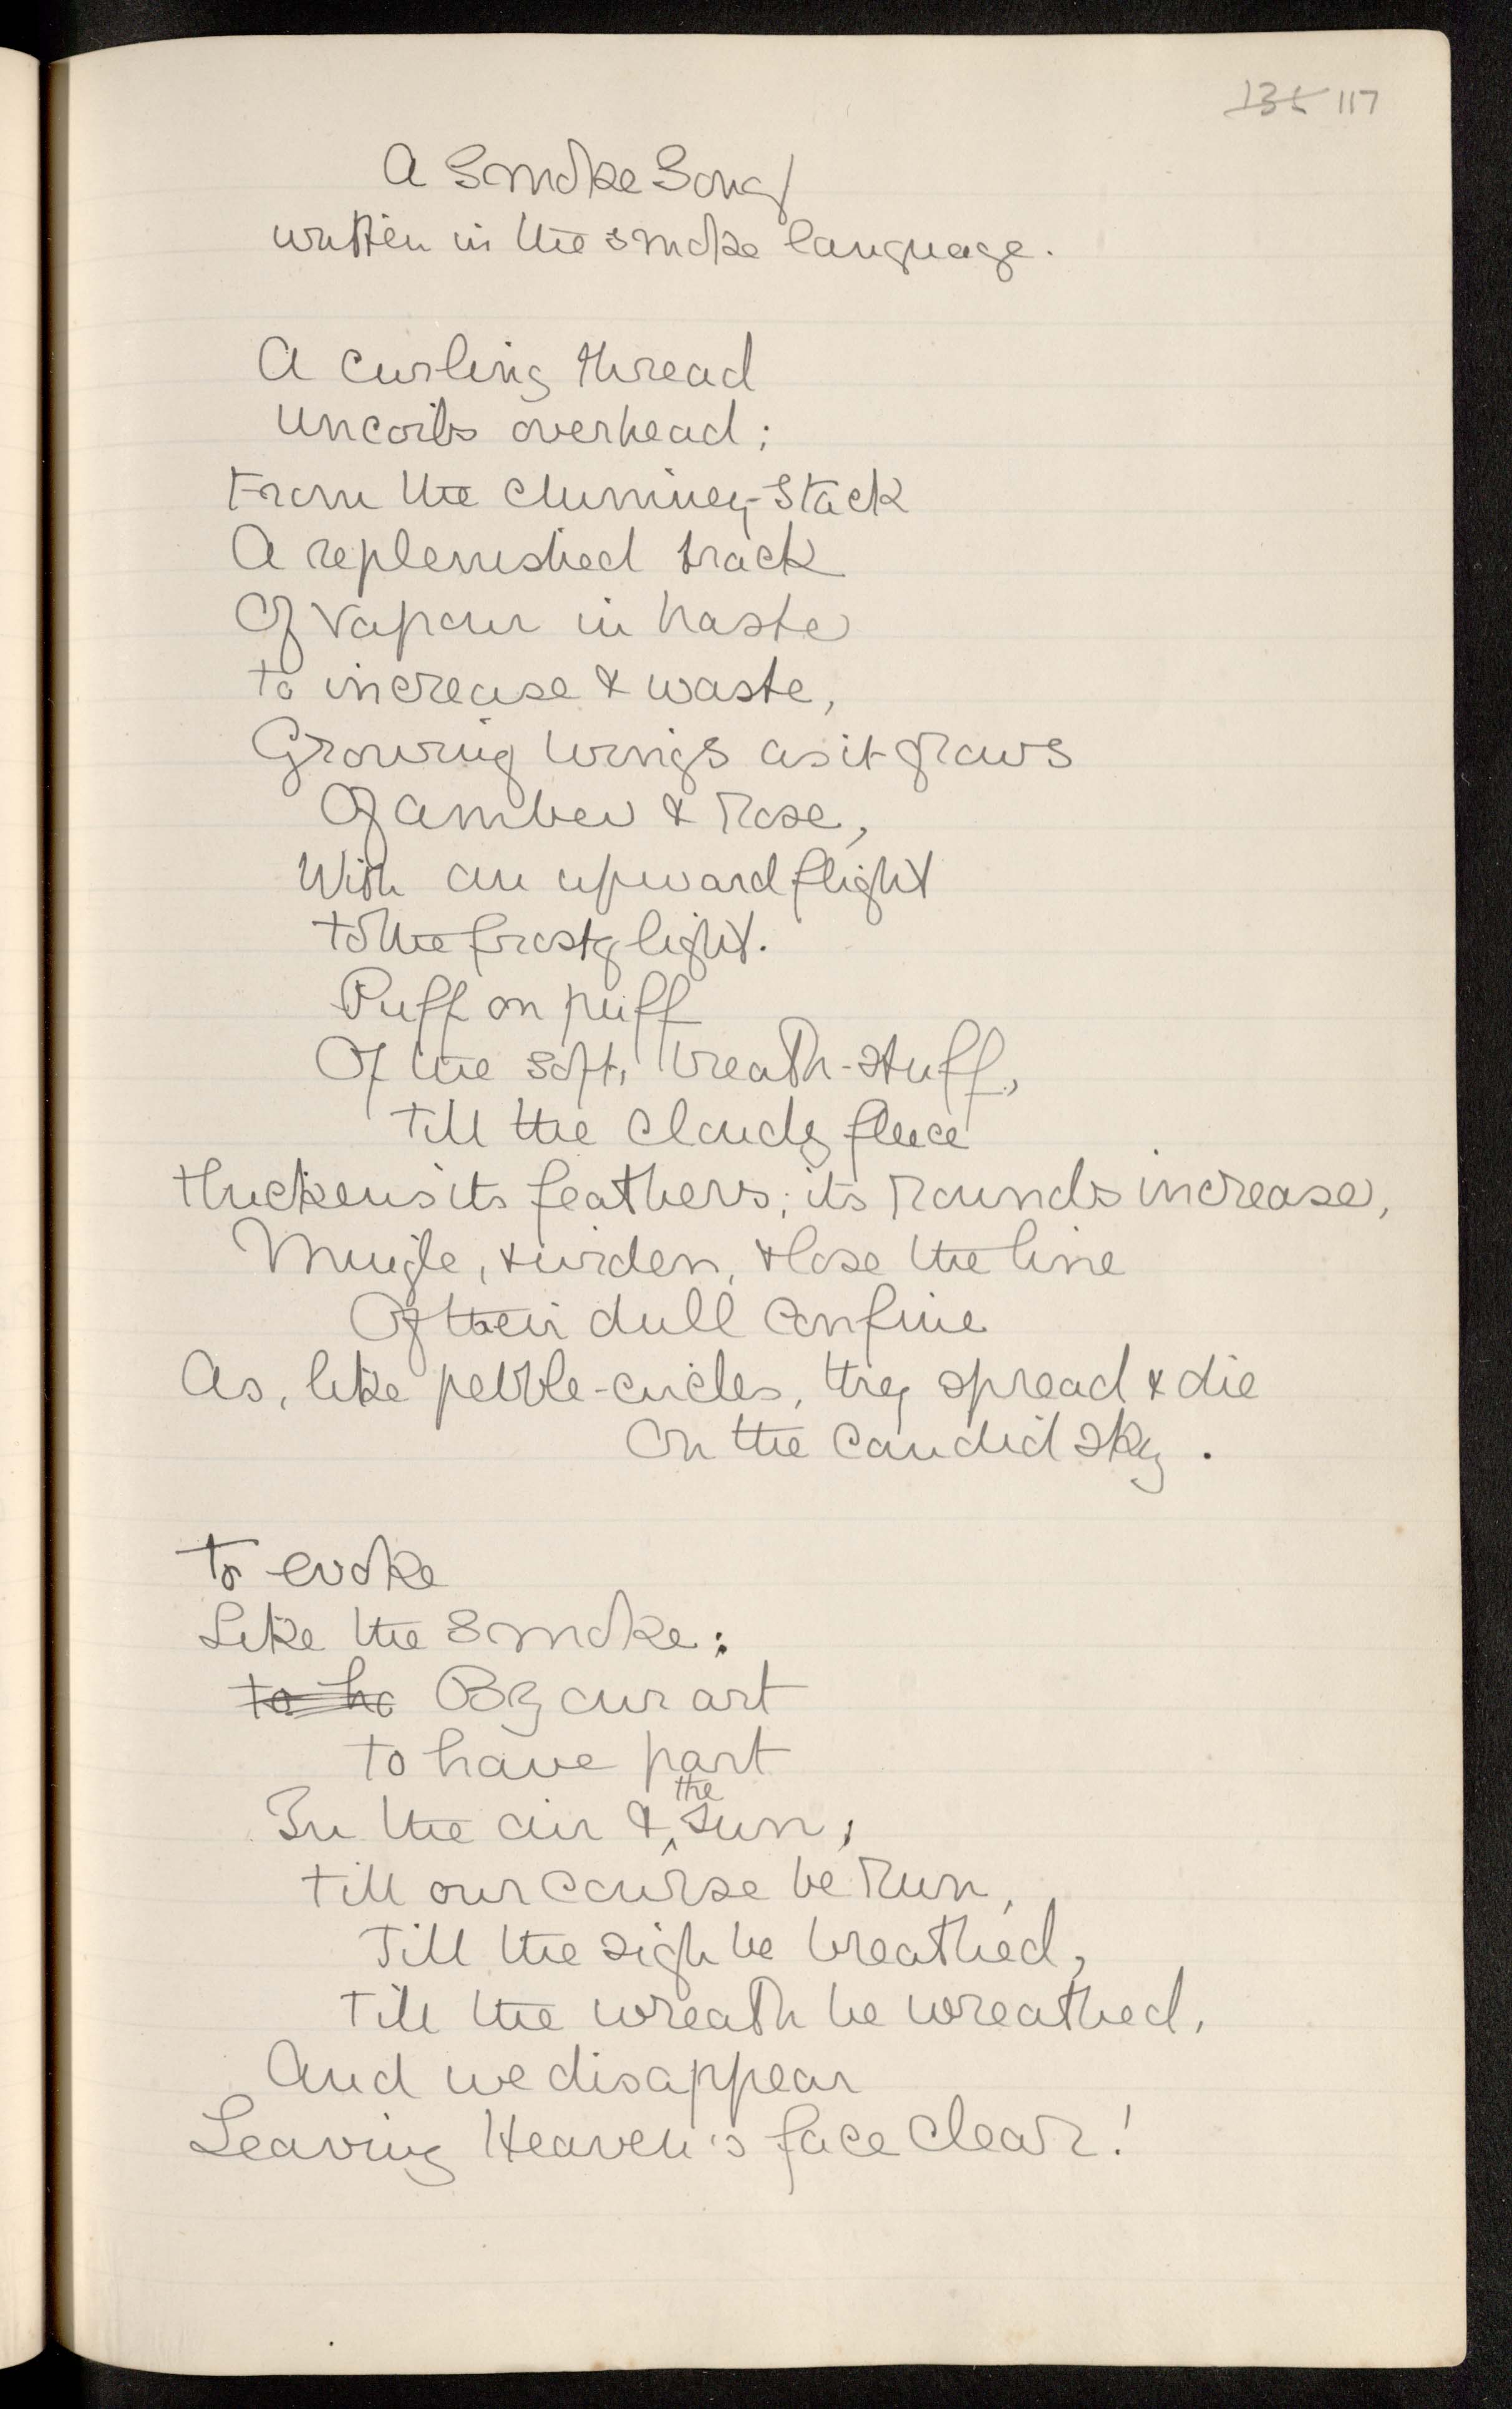 135 117
A Smoke Song
written in the smoke language.
A curling thread
Uncoils overhead;
From the chimney-stack
A replenished track
Of vapour in haste
To increase & waste,
Growing wings as it grows
Of amber & rose,
With an upward flight
To the frosty light.
Puff on puff
Of the soft, breath-stuff,
Till the cloudy fleece
Thickens its feathers; its rounds increase,
Mingle, & widen, & lose the line
Of their dull confine
As, like pebble-circles, they spread & die
On the candid sky.
To evoke
Like the smoke;
to ha By our art
To have part
In the air & the sun,
Till our course be run,
Till the sigh be breathed,
Till the wreath be wreathed,
And we disappear
Leaving Heaven's face clear!